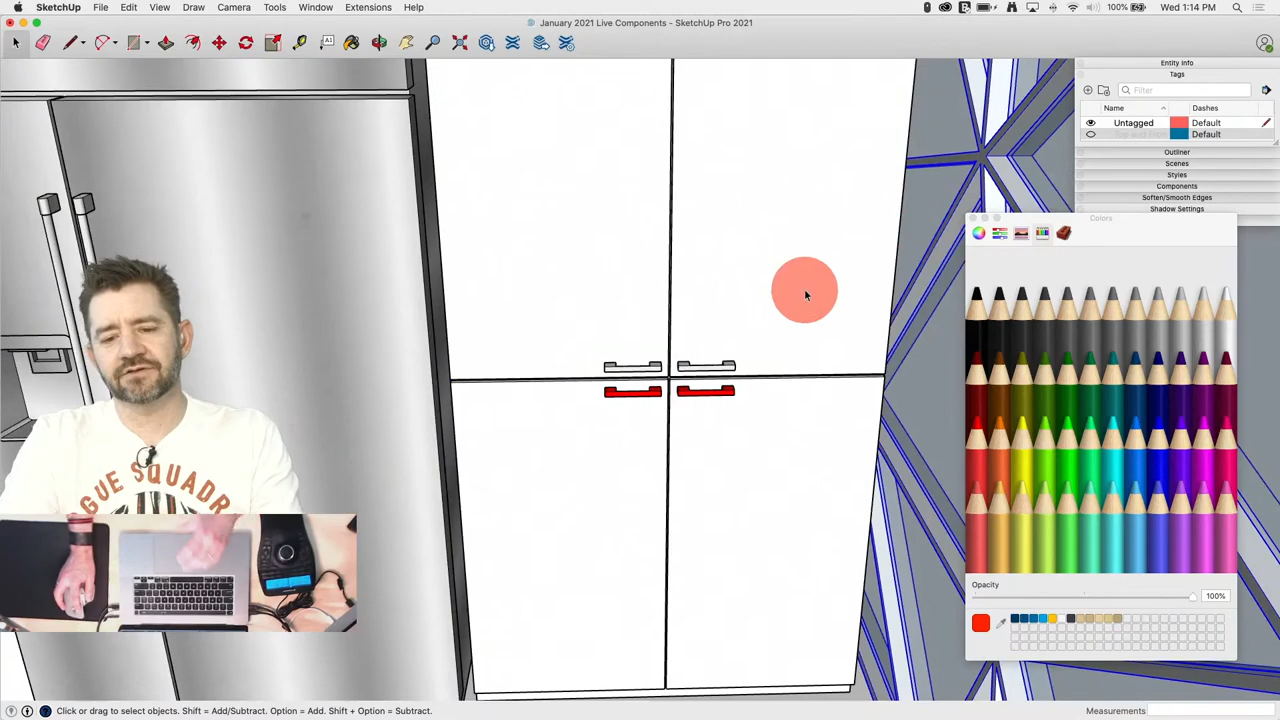 SketchUp File Edit View Draw Camera Tools Window Extensions Help
100% Wed 1:14 PM
January 2021 Live Components - SketchUp Pro 2021
Entity Info
Tags
Filter
Name Dashes
Untagged Default
Default
Outliner
Scenes
Styles
Components
Soften/Smooth Edges
Shadow Settings
Colors
GUE SQUADR
Opacity
100%
Click or drag to select objects. Shift = Add/Subtract. Option = Add. Shift + Option = Subtract.
Measurements